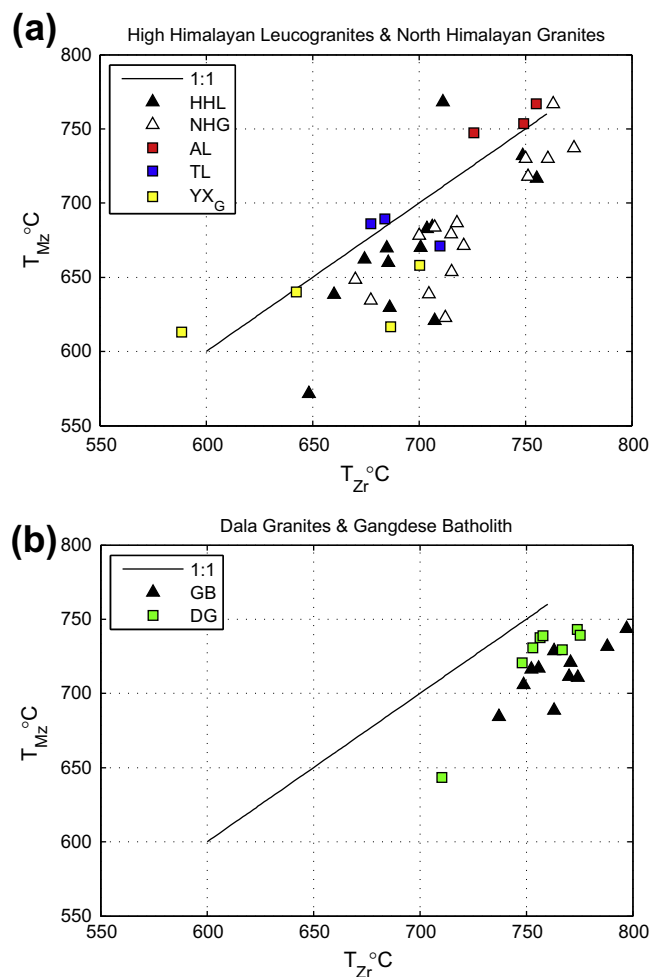 (a)
High Himalayan Leucogranites & North Himalayan Granites
800
750
700
650
600
550
T_Mz°C
1:1
HHL
NHG
AL
TL
YX_G
550 600 650 700 750 800
T_Zr°C
(b)
Dala Granites & Gangdese Batholith
800
750
700
650
600
550
T_Mz°C
1:1
GB
DG
550 600 650 700 750 800
T_Zr°C